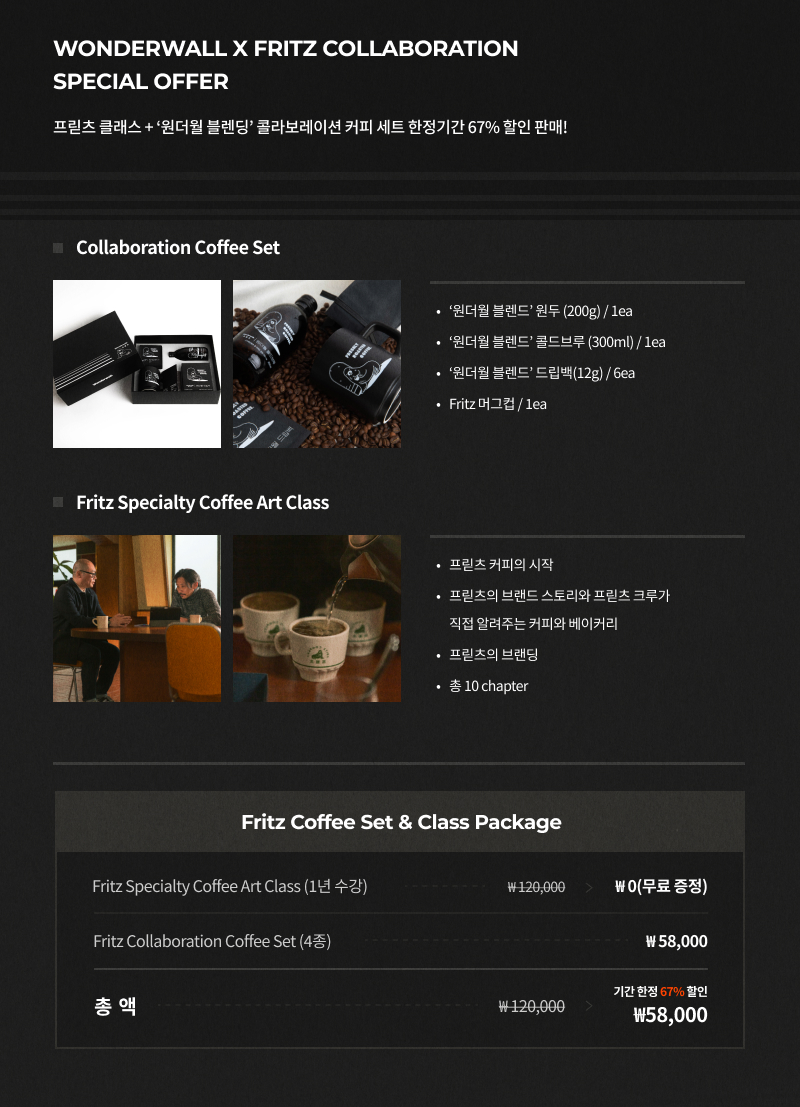 WONDERWALL X FRITZ COLLABORATION
SPECIAL OFFER
프릳츠 클래스 + ‘원더월 블렌딩’ 콜라보레이션 커피 세트 한정기간 67% 할인 판매!
Collaboration Coffee Set
• ‘원더월 블렌드’ 원두 (200g) / 1ea
• ‘원더월 블렌드’ 콜드브루 (300ml) / 1ea
• ‘원더월 블렌드’ 드립백(12g) / 6ea
• Fritz 머그컵 / 1ea
Fritz Specialty Coffee Art Class
• 프릳츠 커피의 시작
• 프릳츠의 브랜드 스토리와 프릳츠 크루가
직접 알려주는 커피와 베이커리
• 프릳츠의 브랜딩
• 총 10 chapter
Fritz Coffee Set & Class Package
Fritz Specialty Coffee Art Class (1년 수강) ₩120,000 > ₩0(무료 증정)
Fritz Collaboration Coffee Set (4종) ₩58,000
기간 한정 67% 할인
총 액 ₩120,000 > ₩58,000